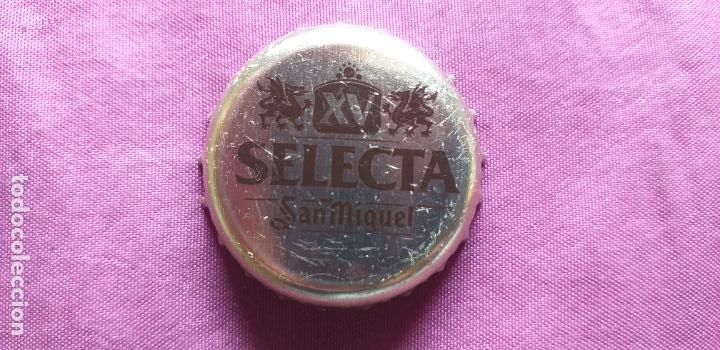 XV
SELECTA
San Miguel
todocoleccion